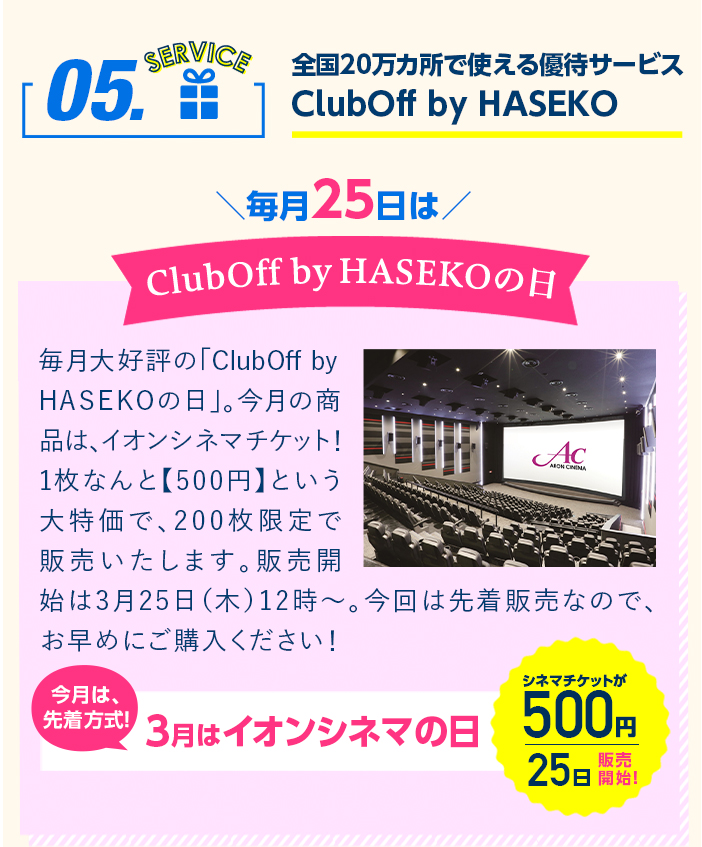 05.
SERVICE
全国20万カ所で使える優待サービス
ClubOff by HASEKO
毎月25日は
ClubOff by HASEKOの日
毎月大好評の「ClubOff by
HASEKOの日」。今月の商
品は、イオンシネマチケット！
1枚なんと【500円】という
大特価で、200枚限定で
販売いたします。販売開
始は3月25日（木）12時〜。今回は先着販売なので、
お早めにご購入ください！
AC
AEON CINEMA
今月は、
先着方式！
3月はイオンシネマの日
シネマチケットが
500円
25日 販売
開始！